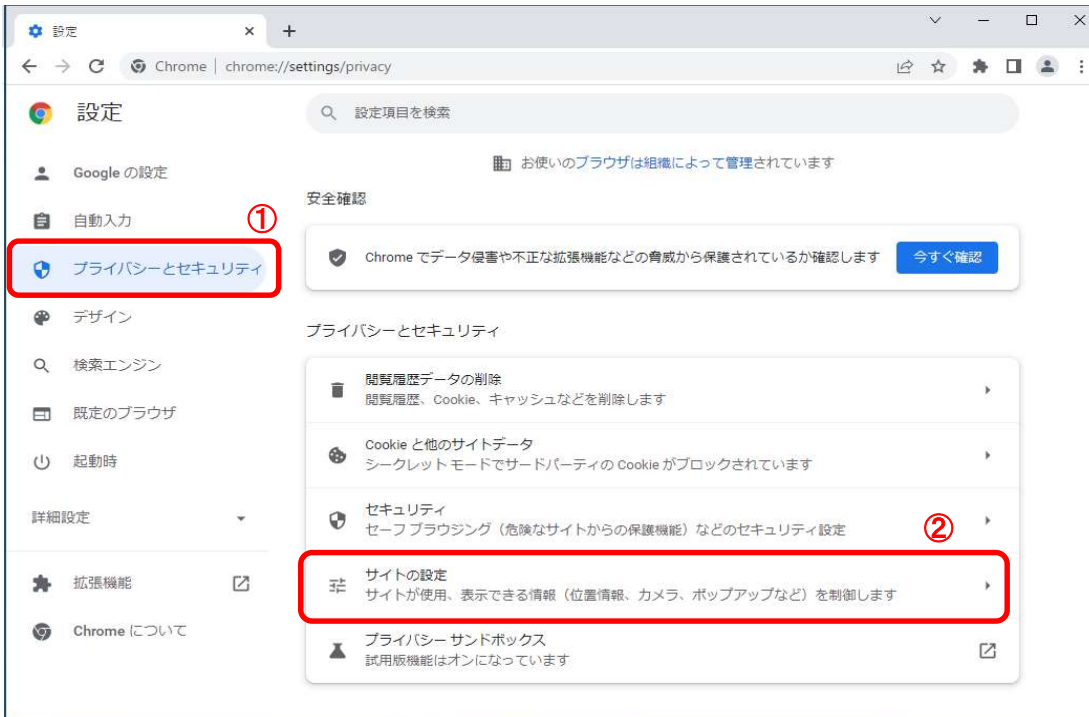 設定
Chrome | chrome://settings/privacy
設定
設定項目を検索
お使いのブラウザは組織によって管理されています
Google の設定
自動入力
①
プライバシーとセキュリティ
デザイン
検索エンジン
既定のブラウザ
起動時
詳細設定
拡張機能
Chrome について
安全確認
Chrome でデータ侵害や不正な拡張機能などの脅威から保護されているか確認します
今すぐ確認
プライバシーとセキュリティ
閲覧履歴データの削除
閲覧履歴、Cookie、キャッシュなどを削除します
Cookie と他のサイトデータ
シークレット モードでサードパーティの Cookie がブロックされています
セキュリティ
セーフ ブラウジング（危険なサイトからの保護機能）などのセキュリティ設定
②
サイトの設定
サイトが使用、表示できる情報（位置情報、カメラ、ポップアップなど）を制御します
プライバシー サンドボックス
試用版機能はオンになっています